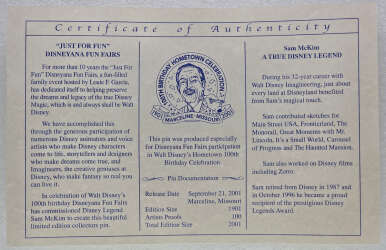 Certificate of Authenticity
"JUST FOR FUN"
DISNEYANA FUN FAIRS
For more than 10 years the "Just For
Fun" Disneyana Fun Fairs, a fun-filled
family event hosted by Louie F. Garcia,
has dedicated itself to helping preserve
the dreams and legacy of the true Disney
Magic, which is and always shall be Walt
Disney.
We have accomplished this
through the generous participation of
numerous Disney animators and voice
artists who make Disney characters
come to life, storytellers and designers
who make dreams come true, and
Imagineers, the creative geniuses at
Disney, who make fantasy so real you
can live it.
In celebration of Walt Disney's
100th birthday Disneyana Fun Fairs
has commissioned Disney Legend
Sam McKim to create this beautiful
limited edition collectors pin.
100TH BIRTHDAY HOMETOWN CELEBRATION
1901
2001
MARCELINE, MISSOURI
This pin was produced especially
for Disneyana Fun Fairs participation
in Walt Disney's Hometown 100th
Birthday Celebration.
Pin Documentation
Release Date September 21, 2001
Marceline, Missouri
Edition Size 1901
Artists Proofs 100
Total Edition Size 2001
Sam McKim
A TRUE DISNEY LEGEND
During his 32-year career with
Walt Disney Imagineering, just about
every land at Disneyland benefited
from Sam's magical touch.
Sam contributed sketches for
Main Street USA, Frontierland, The
Monorail, Great Moments with Mr.
Lincoln, It's a Small World, Carousel
of Progress and The Haunted Mansion.
Sam also worked on Disney films
including Zorro.
Sam retired from Disney in 1987 and
in October 1996 he became a proud
recipient of the prestigious Disney
Legends Award.